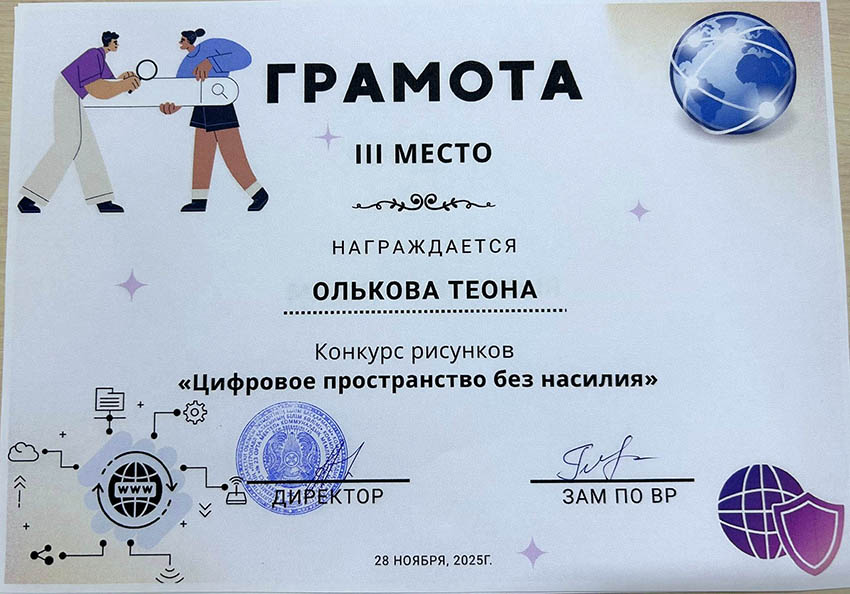 ГРАМОТА
III МЕСТО
НАГРАЖДАЕТСЯ
ОЛЬКОВА ТЕОНА
Конкурс рисунков
«Цифровое пространство без насилия»
WWW
ДИРЕКТОР
ЗАМ ПО ВР
28 НОЯБРЯ, 2025Г.